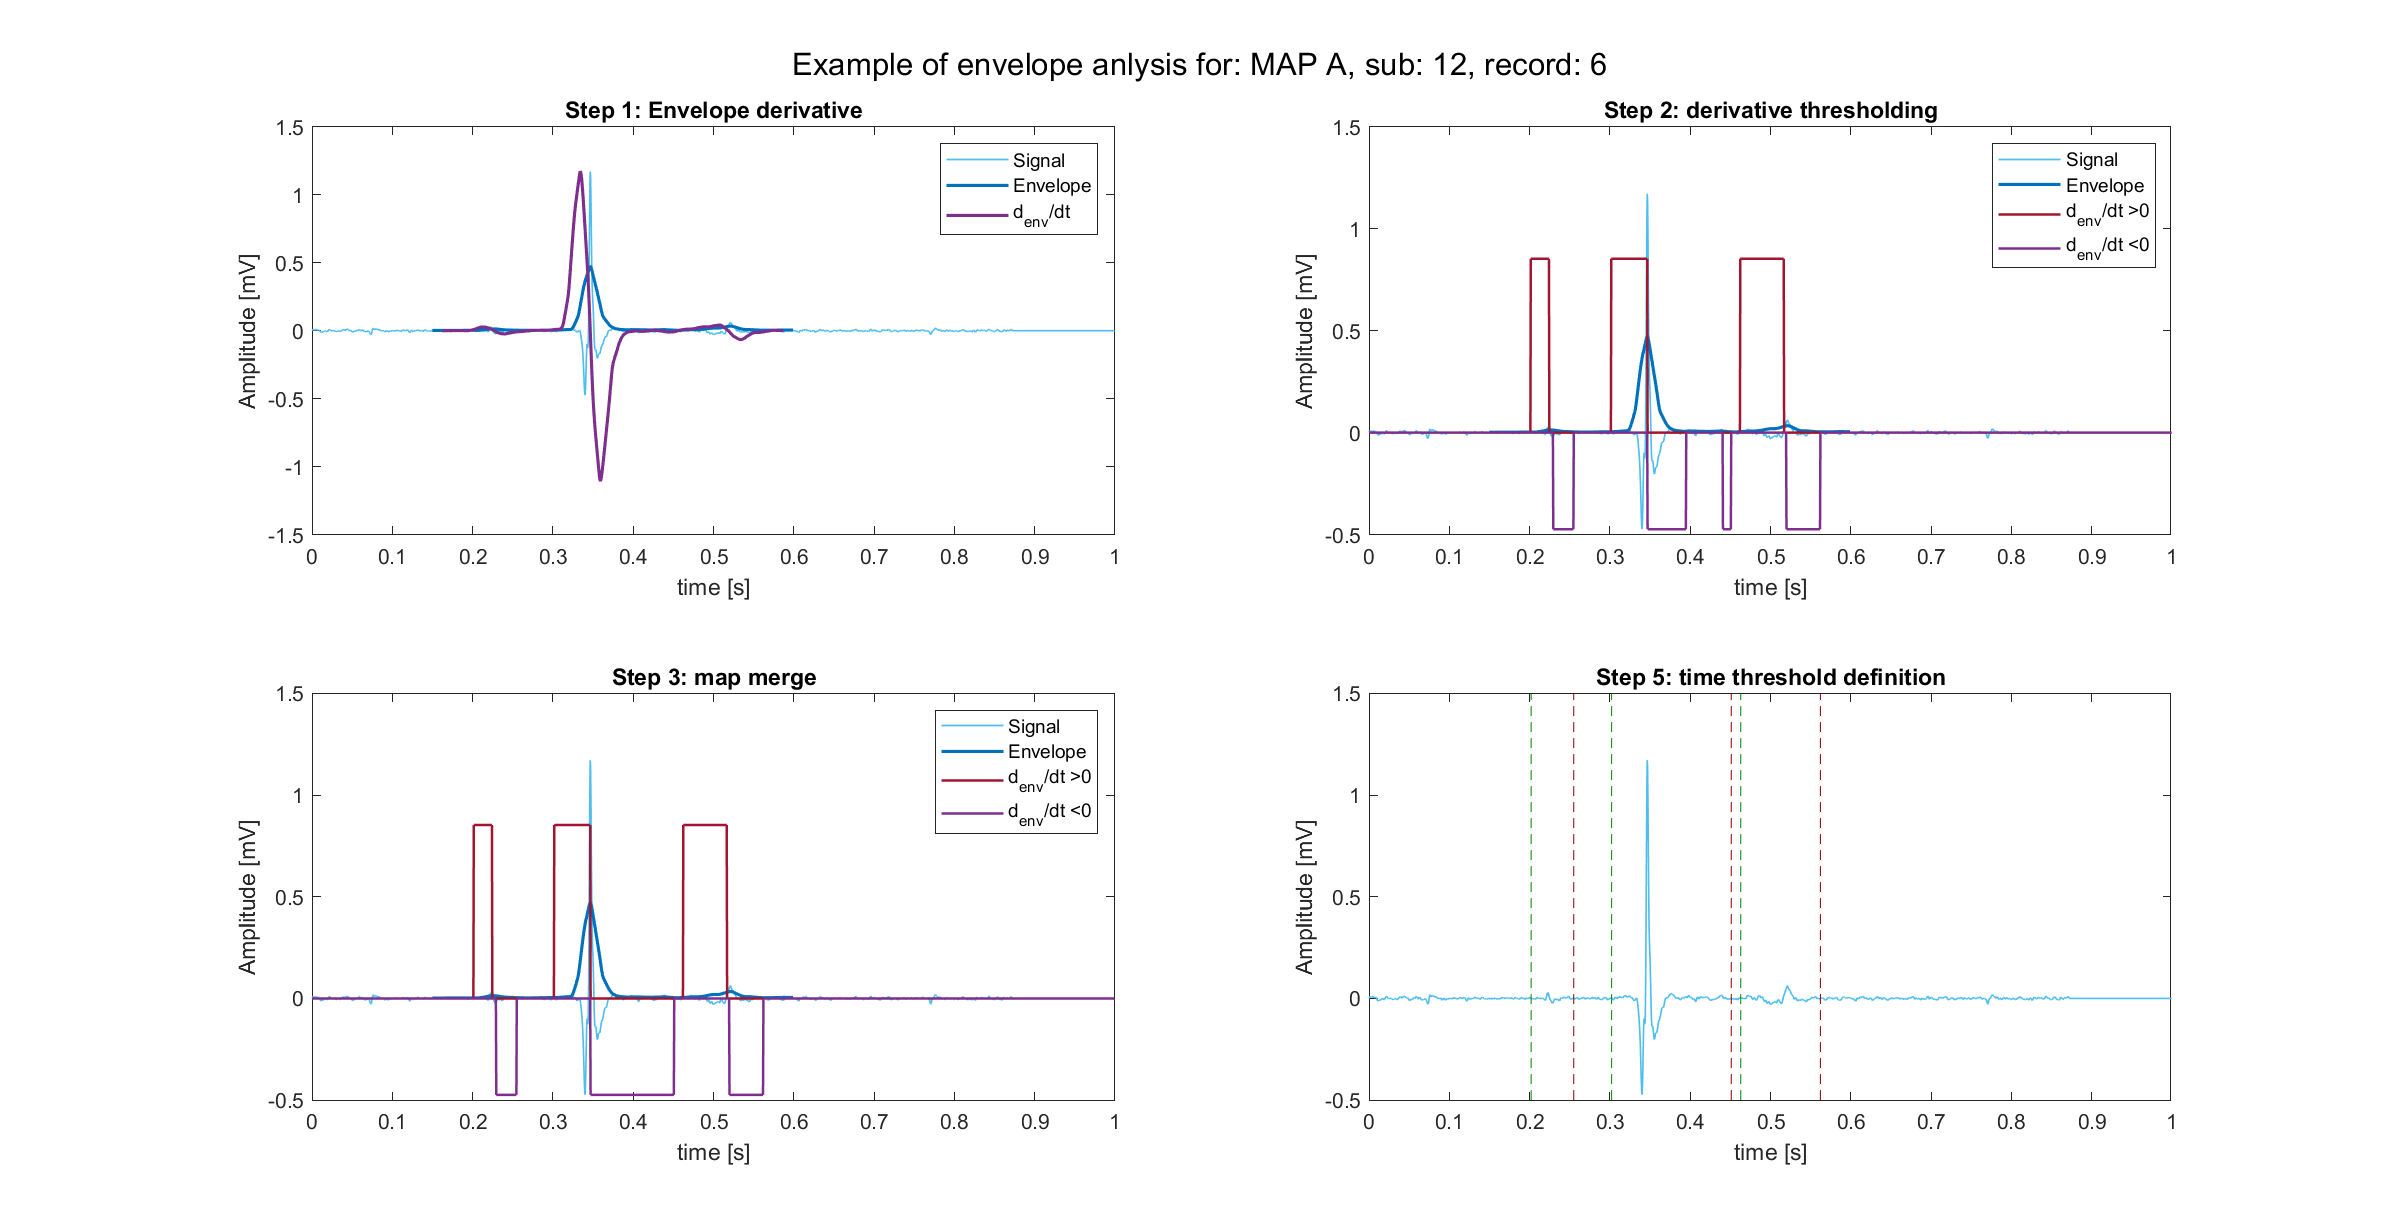 Example of envelope anlysis for: MAP A, sub: 12, record: 6
Step 1: Envelope derivative
Amplitude [mV]
1.5
1
0.5
0
-0.5
-1
-1.5
0 0.1 0.2 0.3 0.4 0.5 0.6 0.7 0.8 0.9 1
time [s]
Signal
Envelope
d_env/dt
Step 2: derivative thresholding
Amplitude [mV]
1.5
1
0.5
0
-0.5
0 0.1 0.2 0.3 0.4 0.5 0.6 0.7 0.8 0.9 1
time [s]
Signal
Envelope
d_env/dt >0
d_env/dt <0
Step 3: map merge
Amplitude [mV]
1.5
1
0.5
0
-0.5
0 0.1 0.2 0.3 0.4 0.5 0.6 0.7 0.8 0.9 1
time [s]
Signal
Envelope
d_env/dt >0
d_env/dt <0
Step 5: time threshold definition
Amplitude [mV]
1.5
1
0.5
0
-0.5
0 0.1 0.2 0.3 0.4 0.5 0.6 0.7 0.8 0.9 1
time [s]